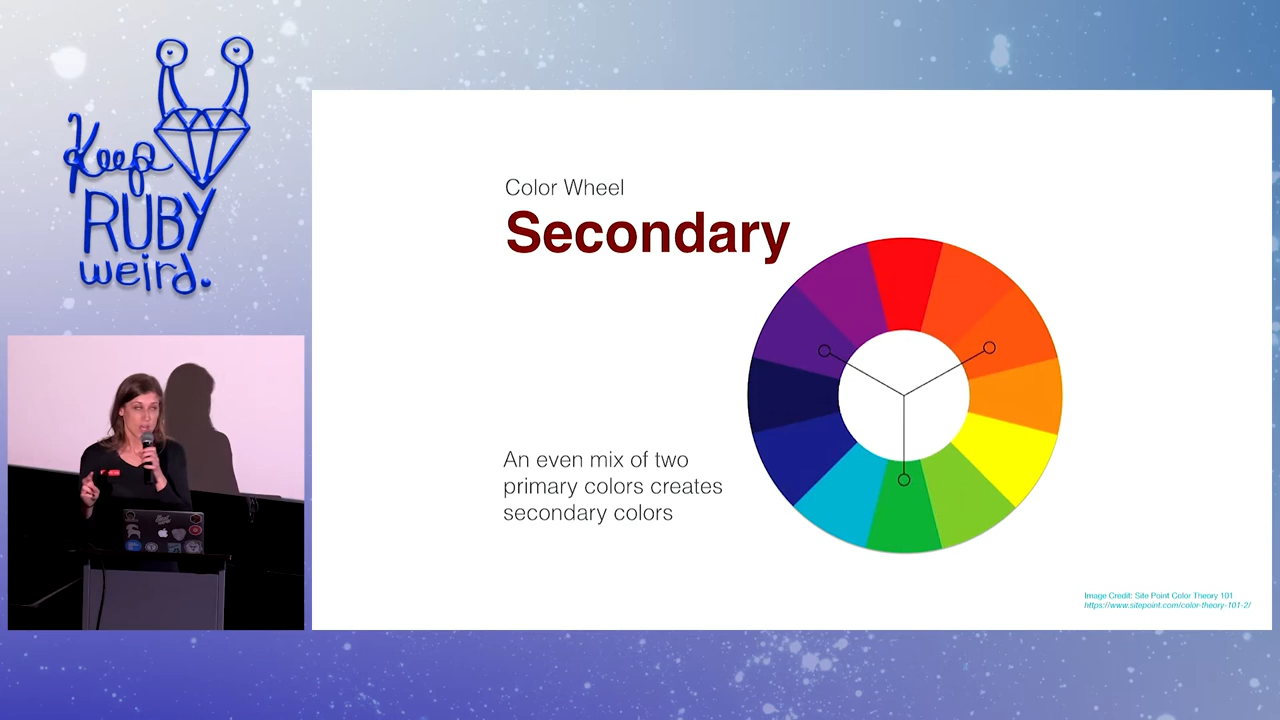 Keep
RUBY
weird.
Color Wheel
Secondary
An even mix of two
primary colors creates
secondary colors
Image Credit: Site Point Color Theory 101
https://www.sitepoint.com/color-theory-101-2/